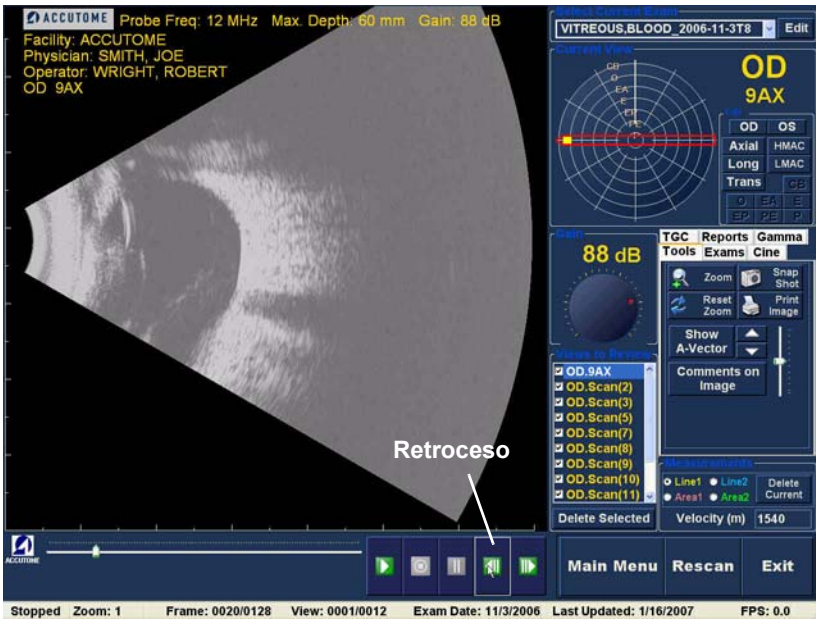 ACCUTOME Probe Freq: 12 MHz Max. Depth: 60 mm Gain: 88 dB
Facility: ACCUTOME
Physician: SMITH, JOE
Operator: WRIGHT, ROBERT
OD 9AX
Select Current Exam
VITREOUS,BLOOD_2006-11-3T8 Edit
Current View
CB
O
EA
E
EP
PE
OD
9AX
OD OS
Axial HMAC
Long LMAC
Trans CB
O EA E
EP PE P
Gain
88 dB
TGC Reports Gamma
Tools Exams Cine
Zoom Snap Shot
Reset Zoom Print Image
Show A-Vector
Comments on Image
Views to Review
OD.9AX
OD.Scan(2)
OD.Scan(3)
OD.Scan(5)
OD.Scan(7)
OD.Scan(8)
OD.Scan(9)
OD.Scan(10)
OD.Scan(11)
Delete Selected
Measurements
Line1 Line2 Delete Current
Area1 Area2
Velocity (m) 1540
Retroceso
ACCUTOME
Main Menu Rescan Exit
Stopped Zoom: 1 Frame: 0020/0128 View: 0001/0012 Exam Date: 11/3/2006 Last Updated: 1/16/2007 FPS: 0.0